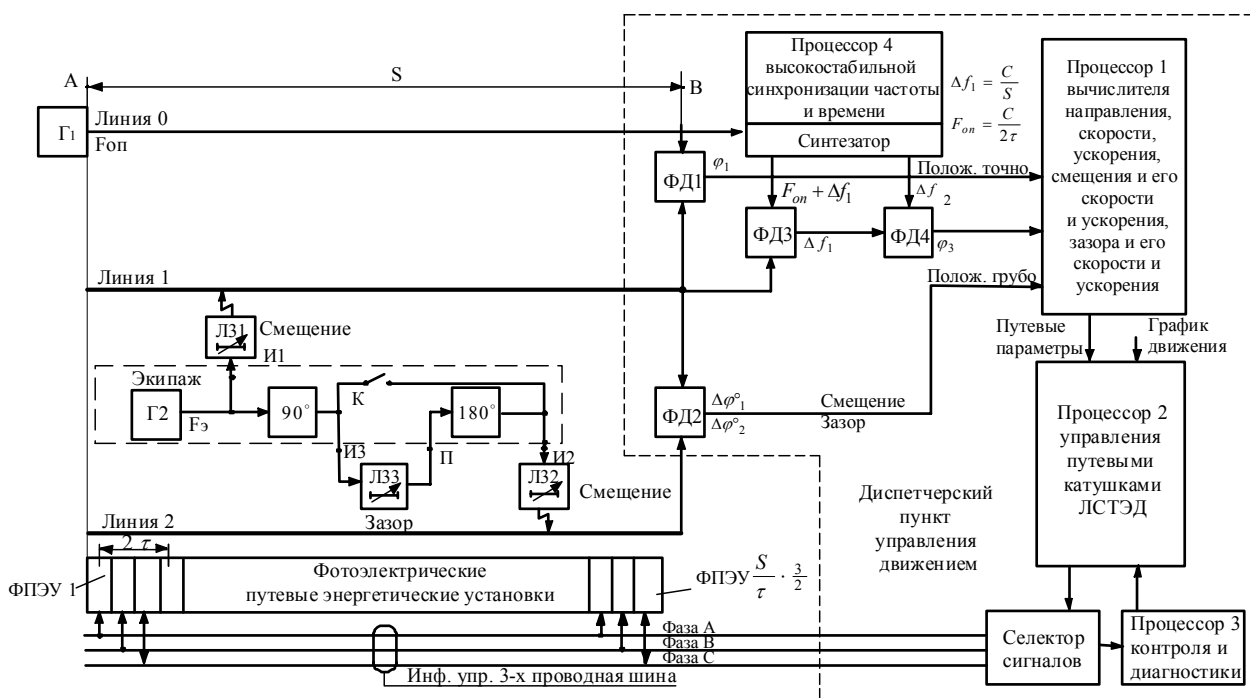 A
S
B
Г1
Линия 0
Fоп
Процессор 4
высокостабильной
синхронизации частоты
и времени
Синтезатор
Δf1 = C/S
Fоп = C/2τ
Процессор 1
вычислителя
направления,
скорости,
ускорения,
смещения и его
скорости
и ускорения,
зазора и его
скорости и
ускорения
ФД1
φ1
Полож. точно
Fоп + Δf1
Δf 2
ФД3
Δf1
ФД4
φ3
Полож. грубо
Линия 1
ЛЗ1
Смещение
И1
Экипаж
Г2
Fэ
90°
К
180°
И3
П
И2
ЛЗ3
ЛЗ2
Смещение
Зазор
Линия 2
ФД2
Δφ°1
Δφ°2
Смещение
Зазор
Путевые
параметры
График
движения
Процессор 2
управления
путевыми
катушками
ЛСТЭД
Диспетчерский
пункт
управления
движением
2 τ
ФПЭУ 1
Фотоэлектрические
путевые энергетические установки
ФПЭУ S/τ · 3/2
Фаза А
Фаза В
Фаза С
Инф. упр. 3-х проводная шина
Селектор
сигналов
Процессор 3
контроля и
диагностики